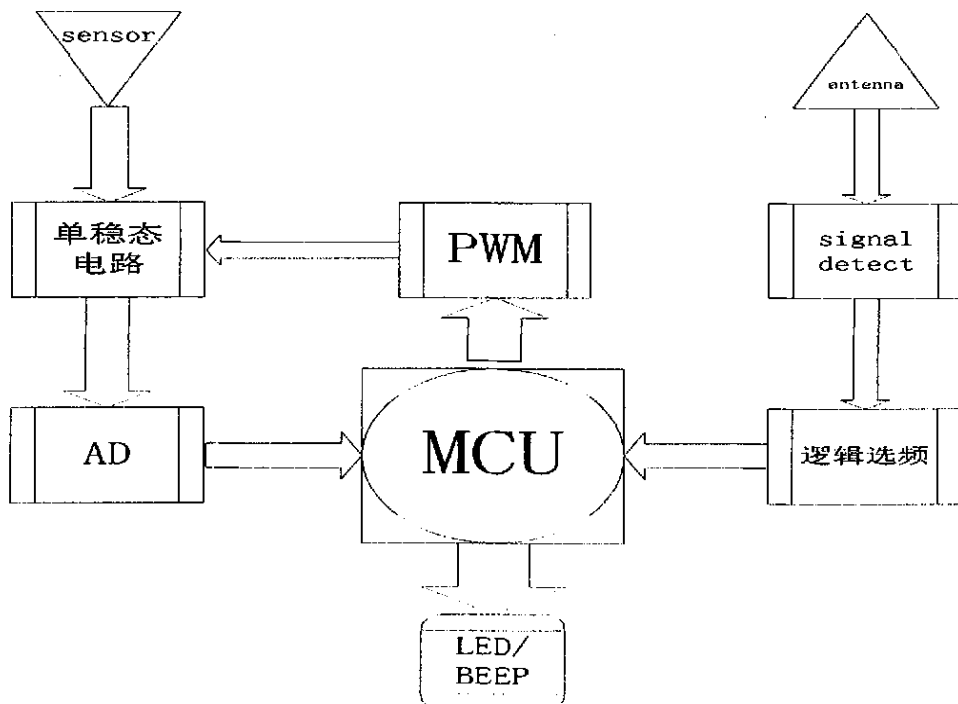 sensor
antenna
单稳态
电路
PWM
signal
detect
AD
MCU
逻辑选频
LED/
BEEP